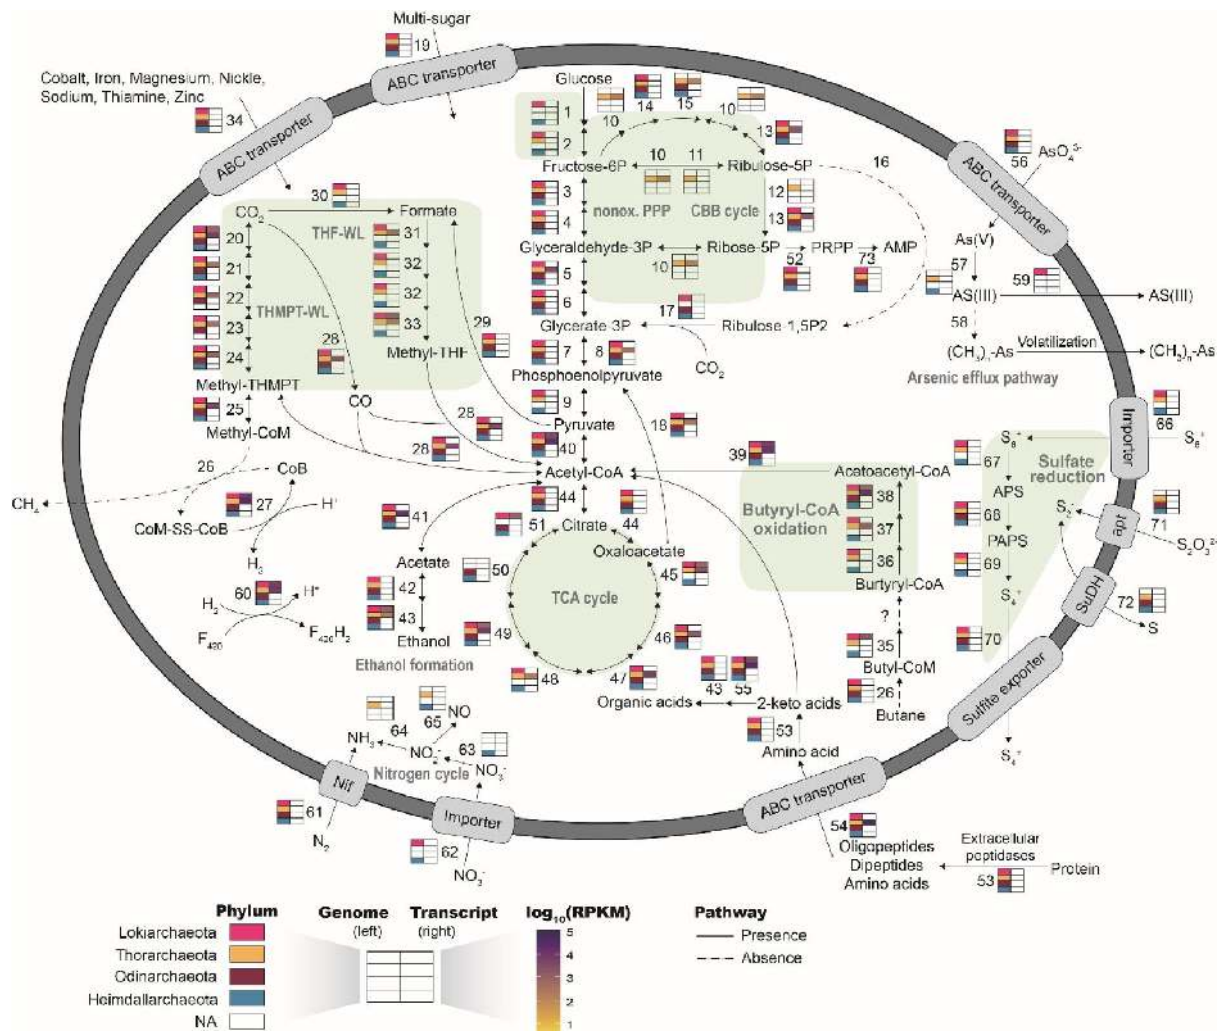 Multi-sugar
19
ABC transporter
Cobalt, Iron, Magnesium, Nickle,
Sodium, Thiamine, Zinc
34
ABC transporter
Glucose
1
2
10
14
15
10
13
Fructose-6P
10
11
Ribulose-5P
16
3
4
nonox. PPP
CBB cycle
12
13
Glyceraldehyde-3P
Ribose-5P
PRPP
AMP
10
52
73
5
6
17
Glycerate-3P
Ribulose-1,5P2
CO2
7
8
Phosphoenolpyruvate
9
Pyruvate
18
40
Acetyl-CoA
30
CO2
Formate
THF-WL
20
31
21
32
22
32
THMPT-WL
23
33
28
29
24
Methyl-THF
Methyl-THMPT
25
CO
Methyl-CoM
28
28
26
CoB
CH4
27
H+
CoM-SS-CoB
H2
60
H+
H2
F420
F420H2
56
AsO43-
ABC transporter
As(V)
57
59
AS(III)
AS(III)
58
Volatilization
(CH3)n-As
(CH3)n-As
Arsenic efflux pathway
66
Importer
67
Sulfate
reduction
APS
68
71
PAPS
S2O32-
69
HDPS
72
S
70
Sulfite exporter
39
Acetoacetyl-CoA
38
Butyryl-CoA
oxidation
37
36
Burtyryl-CoA
?
35
Butyl-CoM
26
Butane
44
51
Citrate
44
41
Oxaloacetate
Acetate
50
45
42
TCA cycle
43
Ethanol
49
46
Ethanol formation
48
47
43
55
Organic acids
2-keto acids
53
Amino acid
ABC transporter
54
Oligopeptides
Dipeptides
Amino acids
Extracellular
peptidases
Protein
53
65
NO
64
NH3
NO2-
63
NO3-
Nitrogen cycle
Nif
61
N2
Importer
62
NO3-
Phylum
Lokiarchaeota
Thorarchaeota
Odinarchaeota
Heimdallarchaeota
NA
Genome
(left)
Transcript
(right)
log10(RPKM)
5
4
3
2
1
Pathway
Presence
Absence